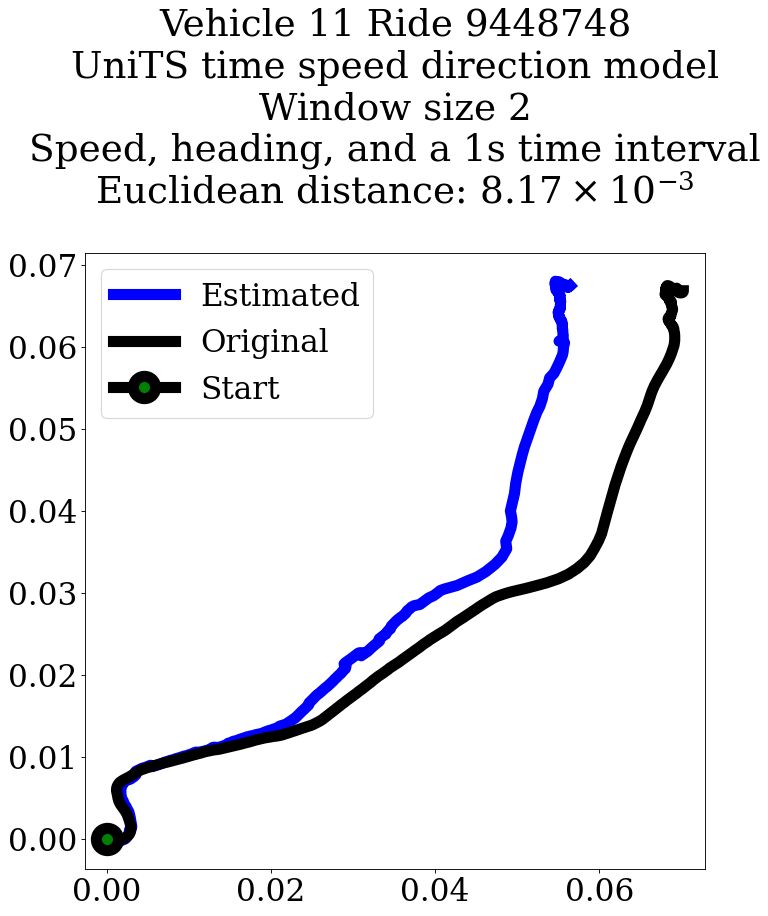 Vehicle 11 Ride 9448748
UniTS time speed direction model
Window size 2
Speed, heading, and a 1s time interval
Euclidean distance: 8.17 × 10⁻³
Estimated
Original
Start
0.07
0.06
0.05
0.04
0.03
0.02
0.01
0.00
0.00 0.02 0.04 0.06